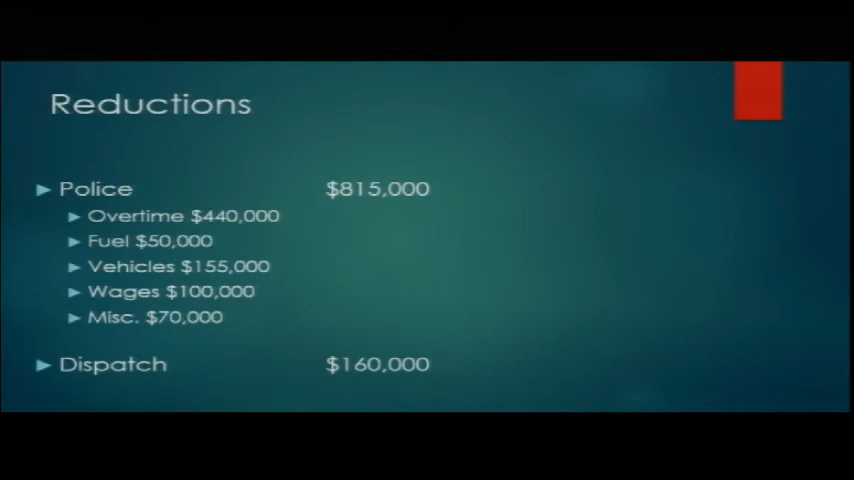 Reductions
Police $815,000
Overtime $440,000
Fuel $50,000
Vehicles $155,000
Wages $100,000
Misc. $70,000
Dispatch $160,000